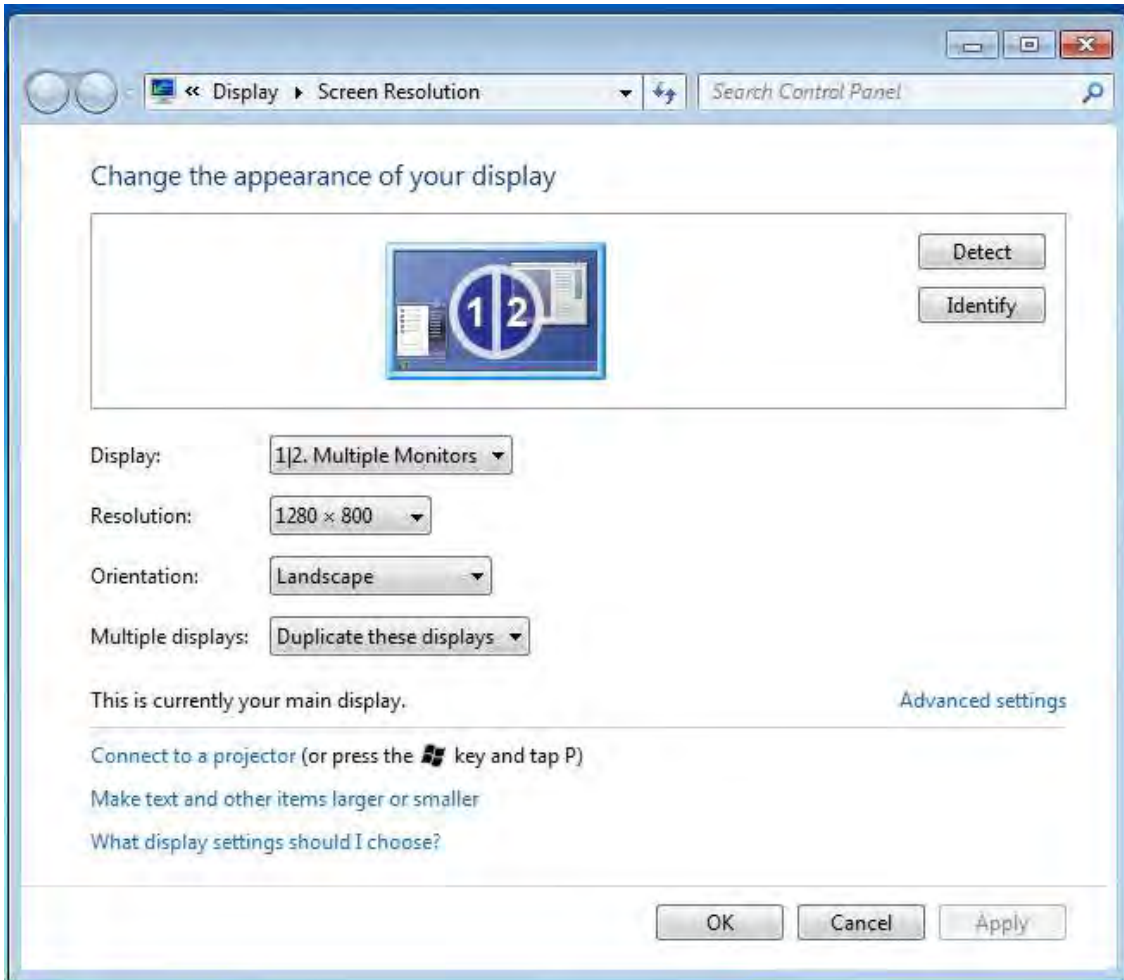 « Display ▸ Screen Resolution Search Control Panel
Change the appearance of your display
1 2
Detect
Identify
Display: 1|2. Multiple Monitors
Resolution: 1280 × 800
Orientation: Landscape
Multiple displays: Duplicate these displays
This is currently your main display. Advanced settings
Connect to a projector (or press the key and tap P)
Make text and other items larger or smaller
What display settings should I choose?
OK Cancel Apply